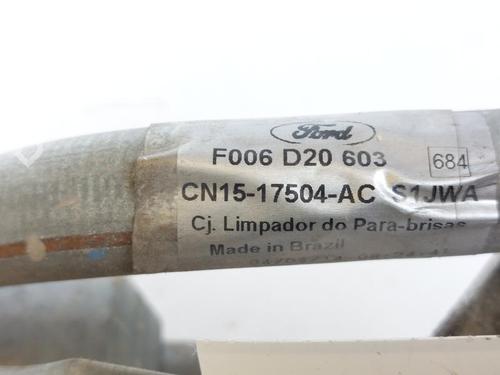 Ford
F006 D20 603 684
CN15-17504-AC S1JWA
Cj. Limpador do Para-brisas
Made in Brazil